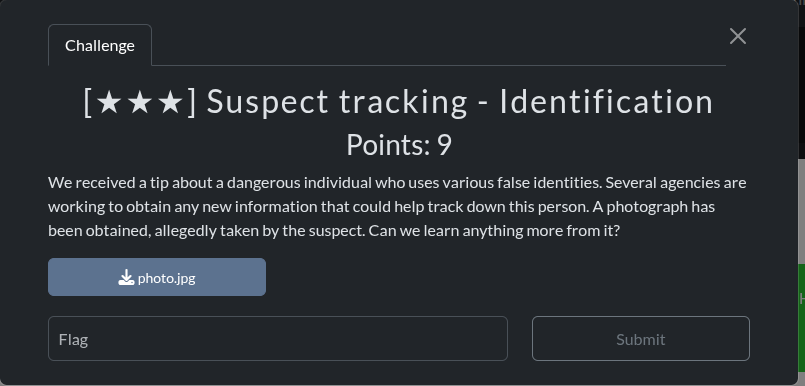 Challenge
[★★★] Suspect tracking - Identification
Points: 9
We received a tip about a dangerous individual who uses various false identities. Several agencies are
working to obtain any new information that could help track down this person. A photograph has
been obtained, allegedly taken by the suspect. Can we learn anything more from it?
photo.jpg
Flag
Submit